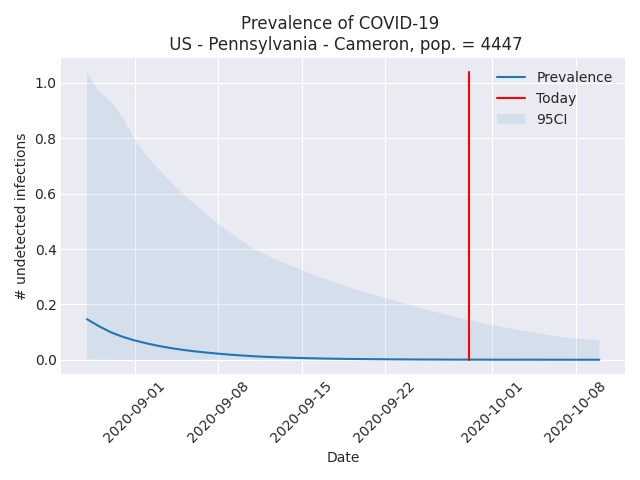 Prevalence of COVID-19
US - Pennsylvania - Cameron, pop. = 4447
Prevalence
Today
95CI
# undetected infections
1.0
0.8
0.6
0.4
0.2
0.0
2020-09-01
2020-09-08
2020-09-15
2020-09-22
2020-10-01
2020-10-08
Date